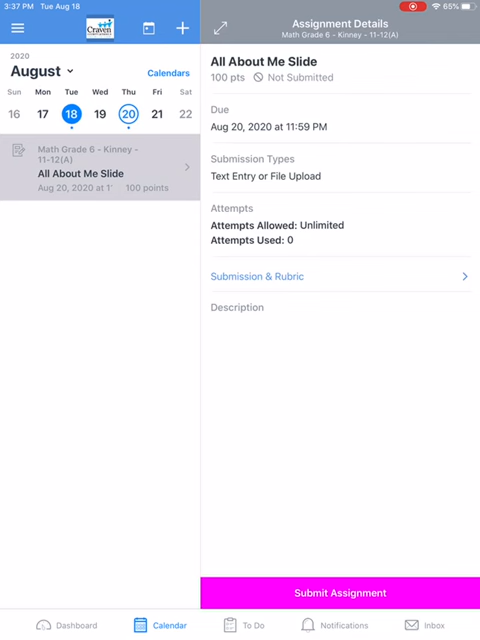 3:37 PM Tue Aug 18
65%
Craven
2020
August
Calendars
Sun Mon Tue Wed Thu Fri Sat
16 17 18 19 20 21 22
Math Grade 6 - Kinney -
11-12(A)
All About Me Slide
Aug 20, 2020 at 1 100 points
Assignment Details
Math Grade 6 - Kinney - 11-12(A)
All About Me Slide
100 pts Not Submitted
Due
Aug 20, 2020 at 11:59 PM
Submission Types
Text Entry or File Upload
Attempts
Attempts Allowed: Unlimited
Attempts Used: 0
Submission & Rubric
Description
Submit Assignment
Dashboard Calendar To Do Notifications Inbox